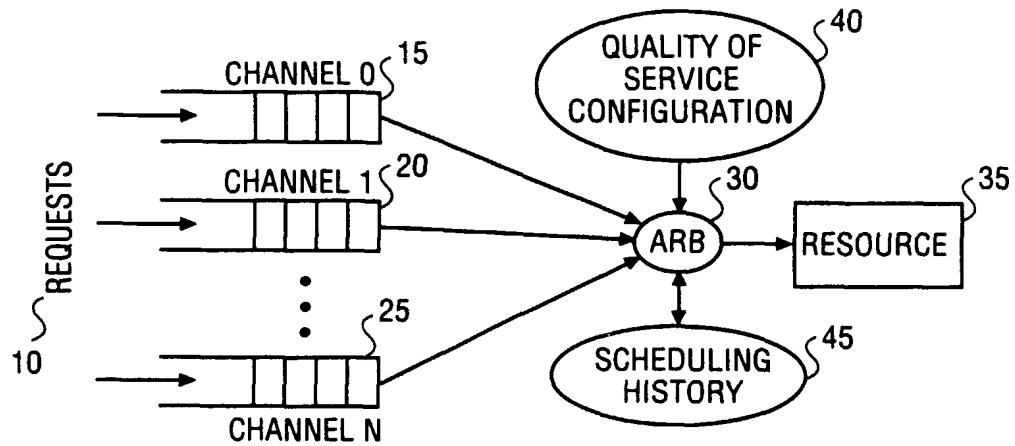 CHANNEL 0
15
CHANNEL 1
20
25
CHANNEL N
REQUESTS
10
QUALITY OF
SERVICE
CONFIGURATION
40
30
ARB
35
RESOURCE
SCHEDULING
HISTORY
45